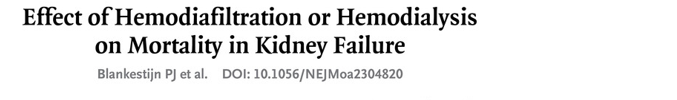 Effect of Hemodiafiltration or Hemodialysis
on Mortality in Kidney Failure
Blankestijn PJ et al. DOI: 10.1056/NEJMoa2304820